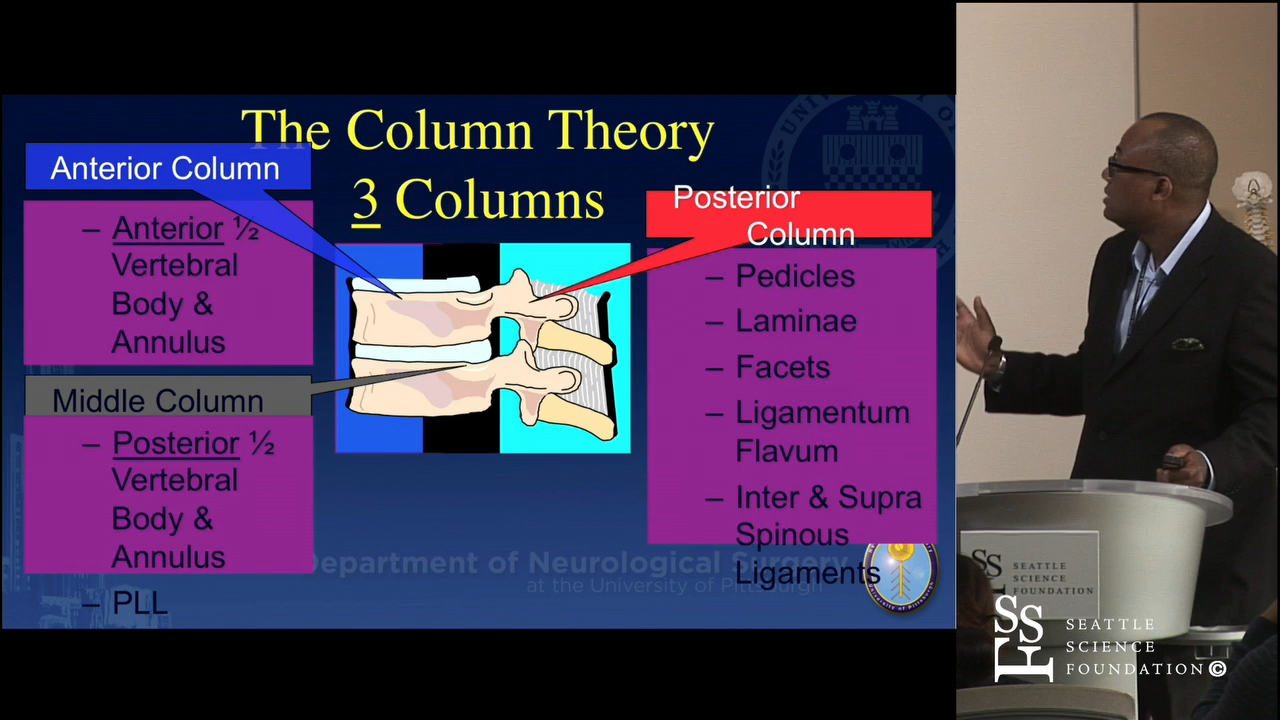 The Column Theory
3 Columns
Anterior Column
– Anterior ½
Vertebral
Body &
Annulus
Middle Column
– Posterior ½
Vertebral
Body &
Annulus
– PLL
Posterior
Column
– Pedicles
– Laminae
– Facets
– Ligamentum
Flavum
– Inter & Supra
Spinous
Ligaments
Department of Neurological Surgery
at the University of Pittsburgh
SSF
SEATTLE
SCIENCE
FOUNDATION
SSF
SEATTLE
SCIENCE
FOUNDATION©